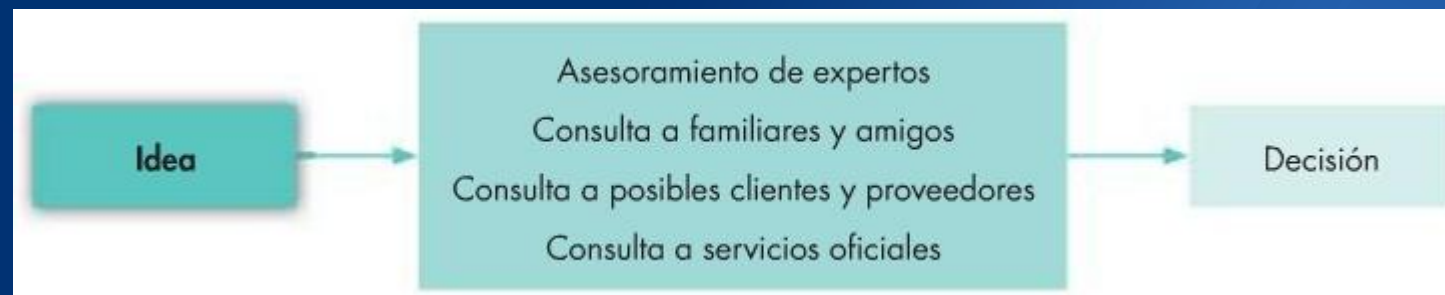 Idea
Asesoramiento de expertos
Consulta a familiares y amigos
Consulta a posibles clientes y proveedores
Consulta a servicios oficiales
Decisión